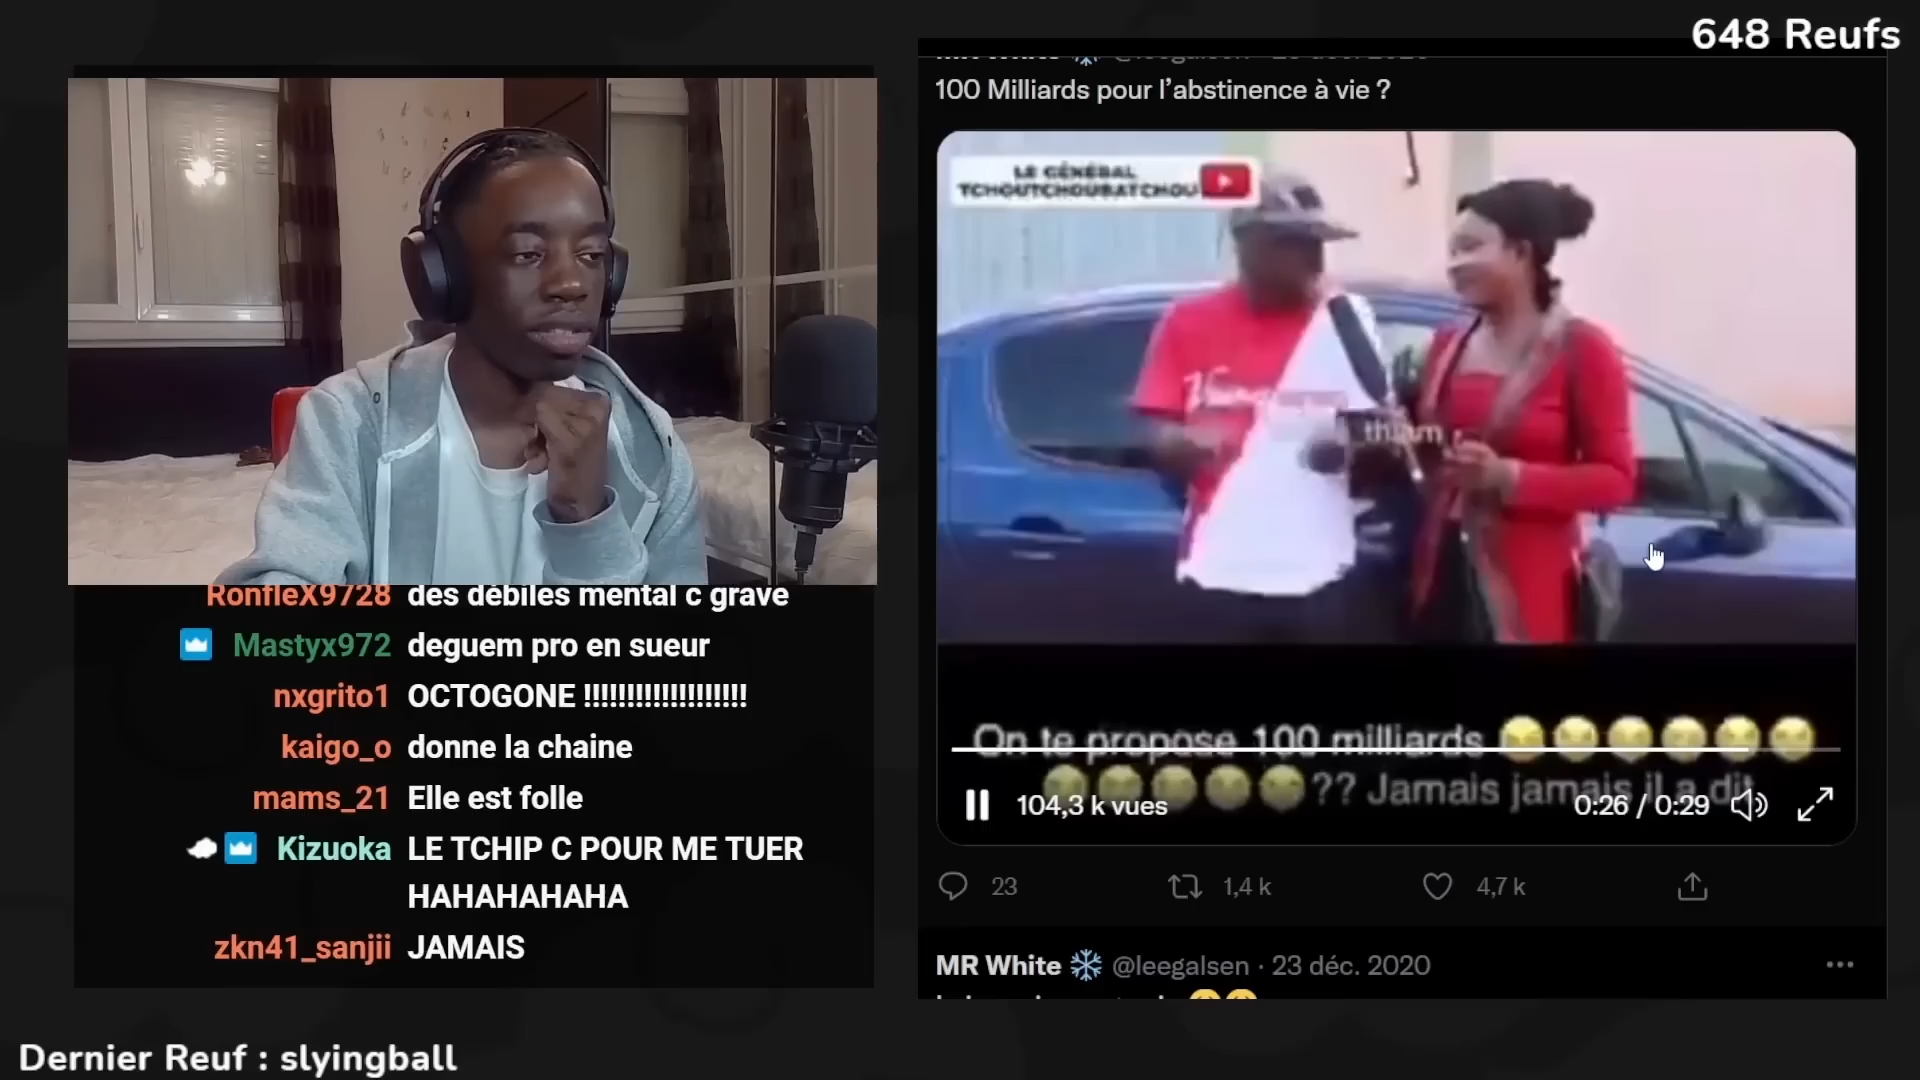 648 Reufs
100 Milliards pour l’abstinence à vie ?
LE GÉNÉRAL
TCHOUTCHOUBATCHOU
thiam
On te propose 100 milliards 😆😆😆😆😆😆
😆😆😆😆😆?? Jamais jamais il a dit
104,3 k vues
0:26 / 0:29
23
1,4 k
4,7 k
MR White ❄️ @leegalsen · 23 déc. 2020
RonfleX9728 des débiles mental c grave
Mastyx972 deguem pro en sueur
nxgrito1 OCTOGONE !!!!!!!!!!!!!!!!!!!
kaigo_o donne la chaine
mams_21 Elle est folle
Kizuoka LE TCHIP C POUR ME TUER
HAHAHAHAHA
zkn41_sanjii JAMAIS
Dernier Reuf : slyingball